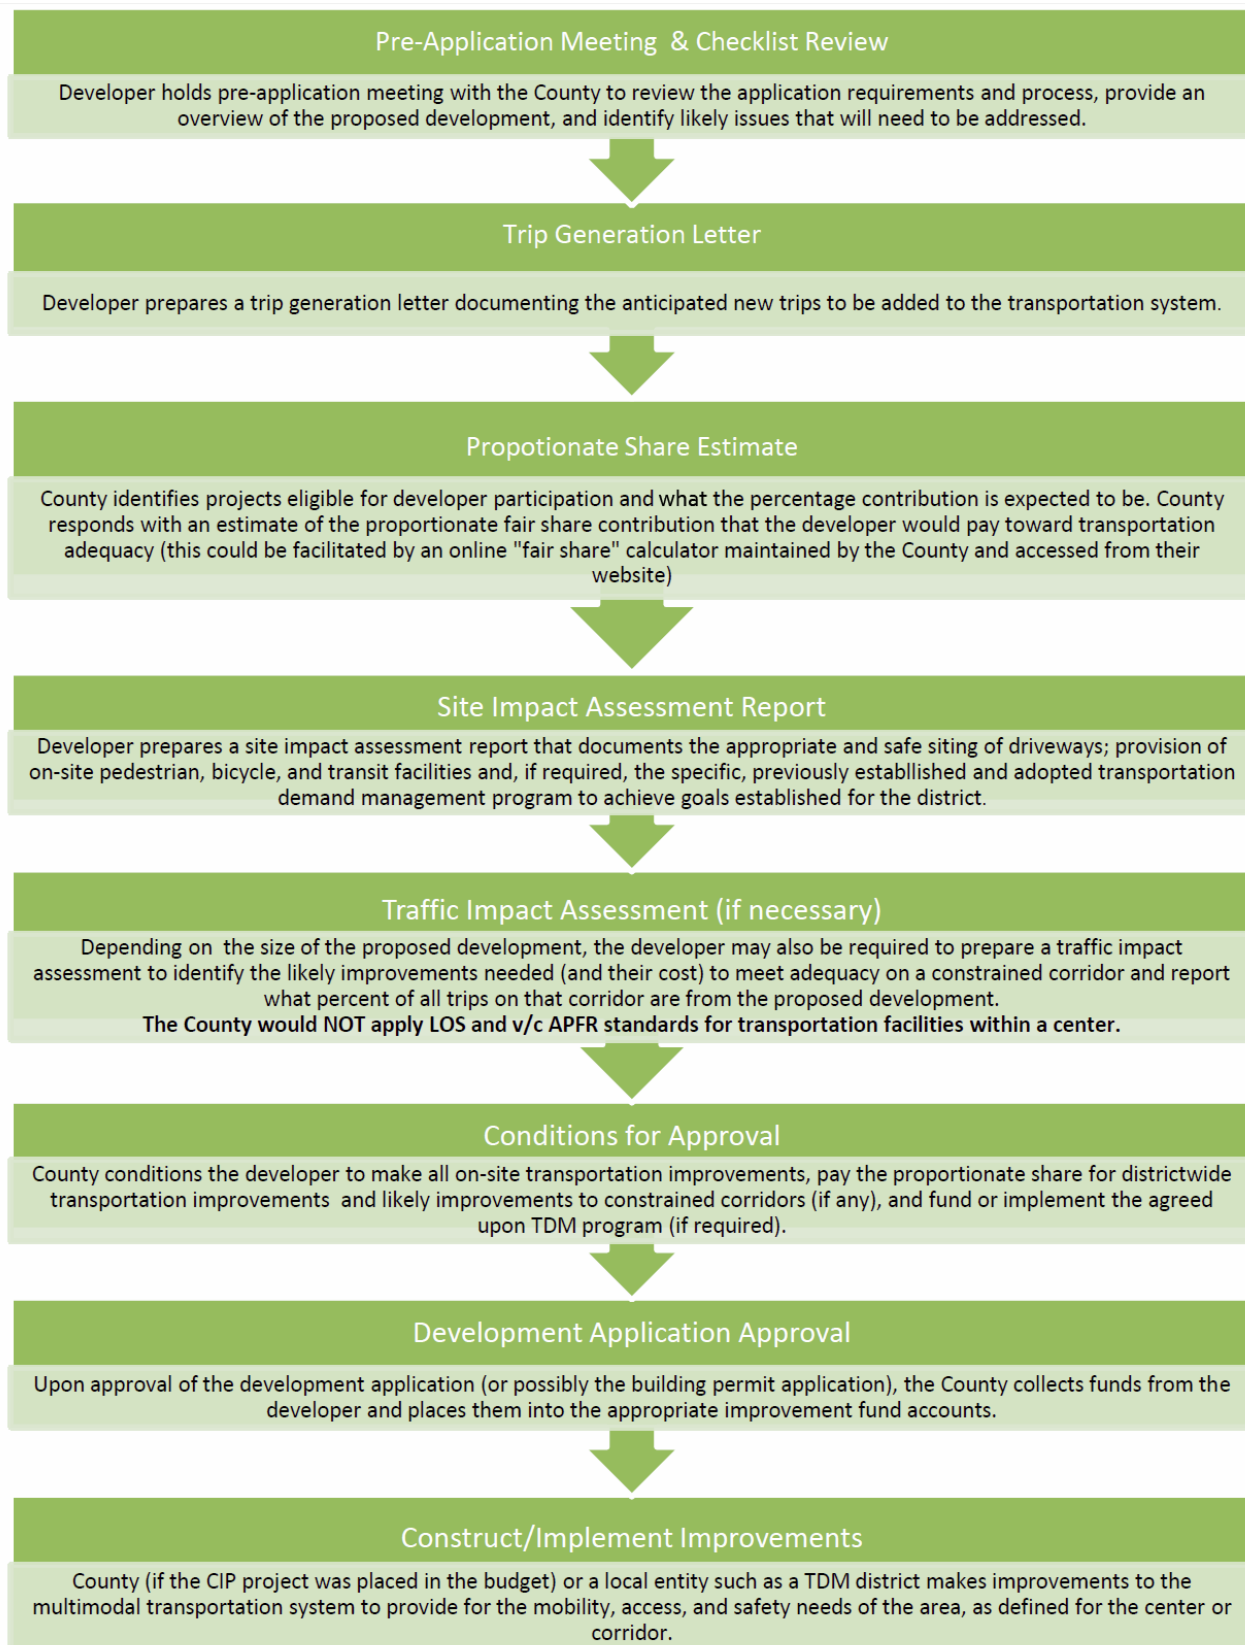 Pre-Application Meeting & Checklist Review
Developer holds pre-application meeting with the County to review the application requirements and process, provide an
overview of the proposed development, and identify likely issues that will need to be addressed.
Trip Generation Letter
Developer prepares a trip generation letter documenting the anticipated new trips to be added to the transportation system.
Propotionate Share Estimate
County identifies projects eligible for developer participation and what the percentage contribution is expected to be. County
responds with an estimate of the proportionate fair share contribution that the developer would pay toward transportation
adequacy (this could be facilitated by an online "fair share" calculator maintained by the County and accessed from their
website)
Site Impact Assessment Report
Developer prepares a site impact assessment report that documents the appropriate and safe siting of driveways; provision of
on-site pedestrian, bicycle, and transit facilities and, if required, the specific, previously establlished and adopted transportation
demand management program to achieve goals established for the district.
Traffic Impact Assessment (if necessary)
Depending on the size of the proposed development, the developer may also be required to prepare a traffic impact
assessment to identify the likely improvements needed (and their cost) to meet adequacy on a constrained corridor and report
what percent of all trips on that corridor are from the proposed development.
The County would NOT apply LOS and v/c APFR standards for transportation facilities within a center.
Conditions for Approval
County conditions the developer to make all on-site transportation improvements, pay the proportionate share for districtwide
transportation improvements and likely improvements to constrained corridors (if any), and fund or implement the agreed
upon TDM program (if required).
Development Application Approval
Upon approval of the development application (or possibly the building permit application), the County collects funds from the
developer and places them into the appropriate improvement fund accounts.
Construct/Implement Improvements
County (if the CIP project was placed in the budget) or a local entity such as a TDM district makes improvements to the
multimodal transportation system to provide for the mobility, access, and safety needs of the area, as defined for the center or
corridor.